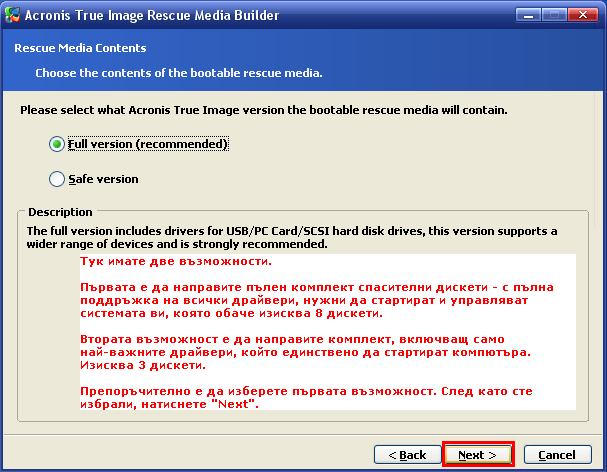 Acronis True Image Rescue Media Builder
Rescue Media Contents
Choose the contents of the bootable rescue media.
Please select what Acronis True Image version the bootable rescue media will contain.
Full version (recommended)
Safe version
Description
The full version includes drivers for USB/PC Card/SCSI hard disk drives, this version supports a
wider range of devices and is strongly recommended.
Тук имате две възможности.
Първата е да направите пълен комплект спасителни дискети - с пълна
поддръжка на всички драйвери, нужни да стартират и управляват
системата ви, която обаче изисква 8 дискети.
Втората възможност е да направите комплект, включващ само
най-важните драйвери, който единствено да стартират компютъра.
Изисква 3 дискети.
Препоръчително е да изберете първата възможност. След като сте
избрали, натиснете "Next".
< Back
Next >
Cancel